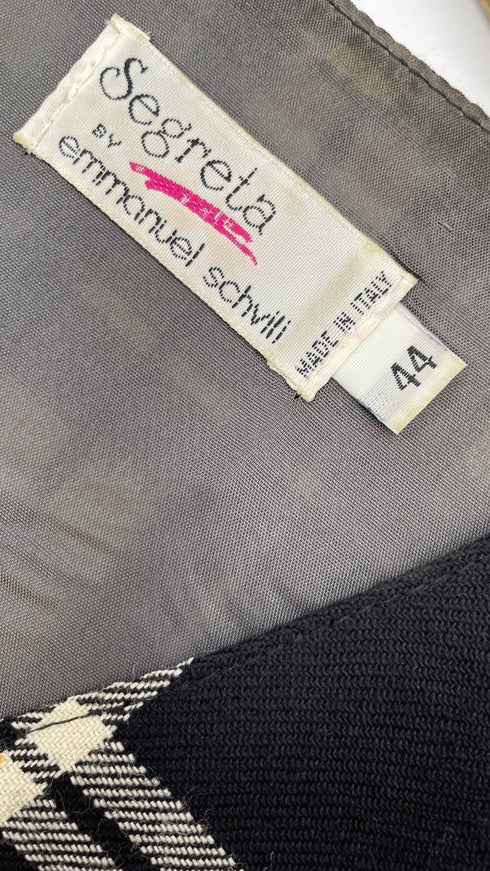 Segreta
BY
emmanuel schvili
MADE IN ITALY
44